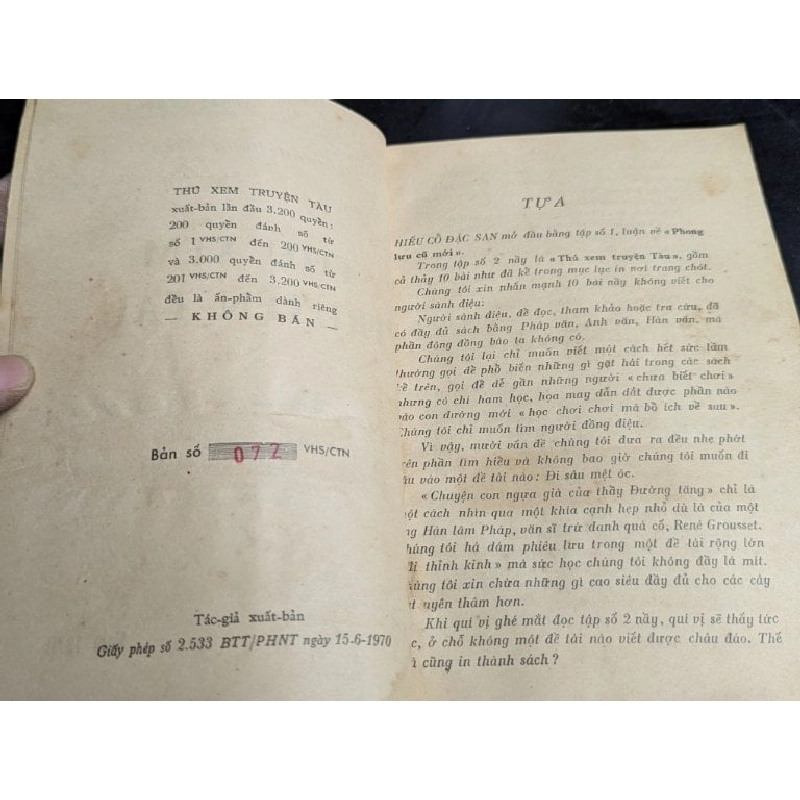 THÚ XEM TRUYỆN TÀU
xuất-bản lần đầu 3.200 quyển:
200 quyển đánh số từ
số 1 VHS/CTN đến 200 VHS/CTN
và 3.000 quyển đánh số từ
201 VHS/CTN đến 3.200 VHS/CTN
đều là ấn-phẩm dành riêng
— KHÔNG BÁN —
Bản số 072 VHS/CTN
Tác-giả xuất-bản
Giấy phép số 2.533 BTT/PHNT ngày 15-6-1970
TỰA
HIẾU CỔ ĐẶC SAN mở đầu bằng tập số 1, luận về «Phong
lưu cũ mới».
Trong tập số 2 nầy là «Thú xem truyện Tàu», gồm
cả thảy 10 bài như đã kể trong mục lục in nơi trang chót.
Chúng tôi xin nhấn mạnh 10 bài nầy không viết cho
người sành điệu:
Người sành điệu, để đọc, tham khảo hoặc tra cứu, đã
có đầy đủ sách bằng Pháp văn, Anh văn, Hán văn, mà
phần đông đồng bào ta không có.
Chúng tôi lại chỉ muốn viết một cách hết sức tầm
thường gọi để phổ biến những gì gặt hái trong các sách
kể trên, gọi để dễ gần những người «chưa biết chơi»
nhưng có chí ham học, họa may dẫn dắt được phần nào
vào con đường mới «học chơi chơi mà bổ ích về sau».
Chúng tôi chỉ muốn tìm người đồng điệu.
Vì vậy, mười vấn đề chúng tôi đưa ra đều nhẹ phớt
trên phần tìm hiểu và không bao giờ chúng tôi muốn đi
sâu vào một đề tài nào: Đi sâu mệt óc.
«Chuyện con ngựa già của thầy Đường tăng» chỉ là
một cách nhìn qua một khía cạnh hẹp nhỏ dù là của một
ông Hàn lâm Pháp, văn sĩ trứ danh quá cố, René Grousset.
Chúng tôi há dám phiêu lưu trong một đề tài rộng lớn
«đi thỉnh kinh» mà sức học chúng tôi không đầy lá mít.
Chúng tôi xin chừa những gì cao siêu đầy đủ cho các cây
bút uyên thâm hơn.
Khi quí vị ghé mắt đọc tập số 2 nầy, quí vị sẽ thấy tức
ở chỗ không một đề tài nào viết được chu đáo. Thế
cũng in thành sách?